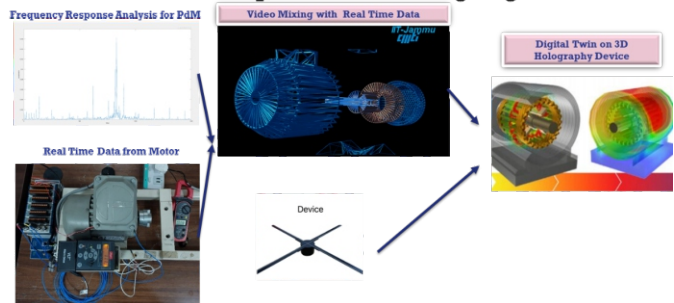 Frequency Response Analysis for PdM
Video Mixing with Real Time Data
IIT-Jammu
Digital Twin on 3D
Holography Device
Real Time Data from Motor
Device